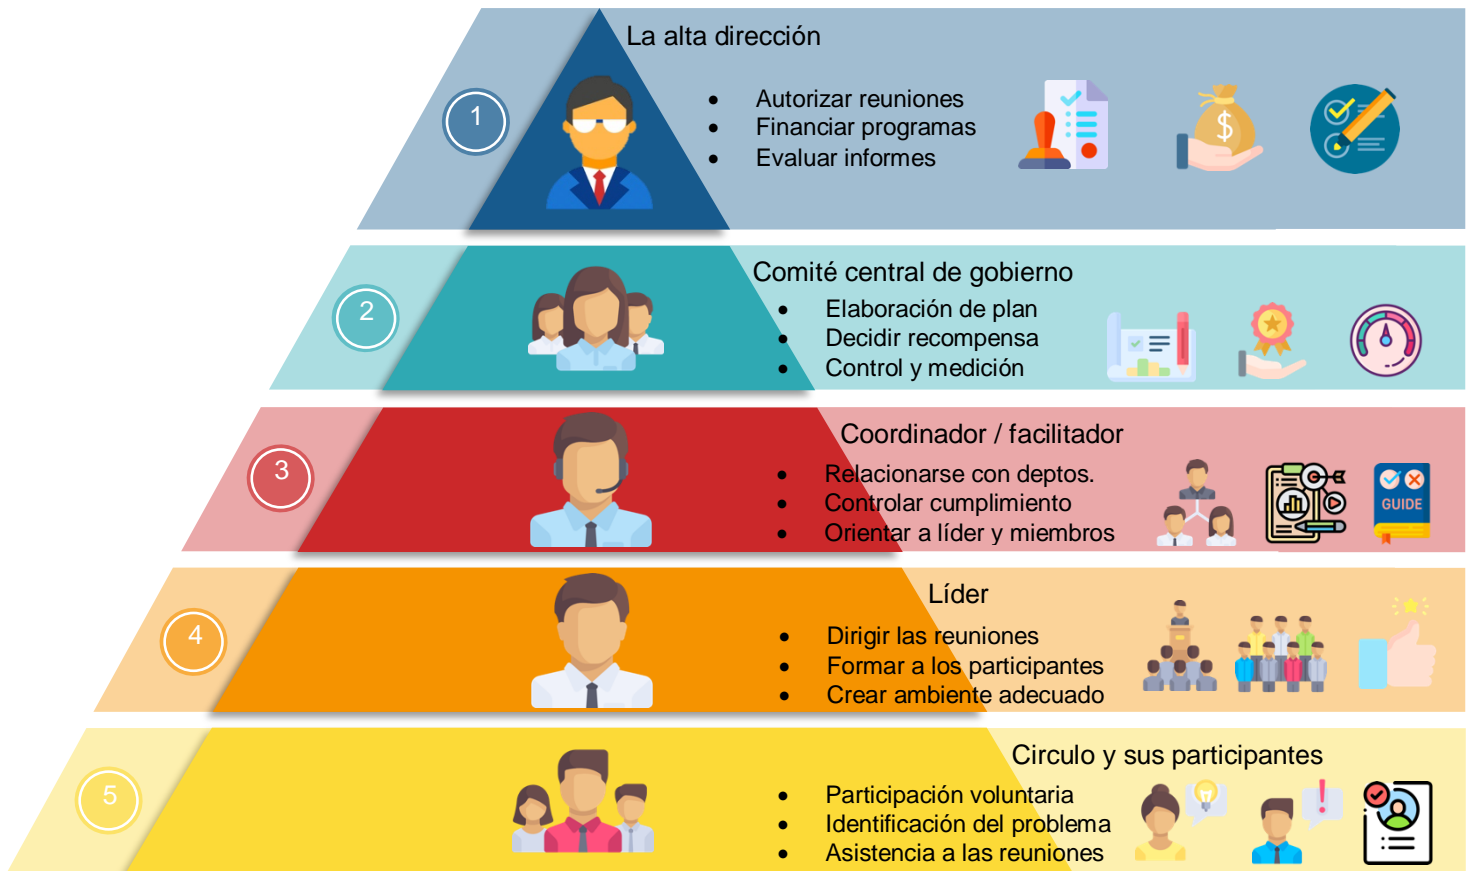 La alta dirección
1
• Autorizar reuniones
• Financiar programas
• Evaluar informes
$
Comité central de gobierno
2
• Elaboración de plan
• Decidir recompensa
• Control y medición
Coordinador / facilitador
3
• Relacionarse con deptos.
• Controlar cumplimiento
• Orientar a líder y miembros
GUIDE
Líder
4
• Dirigir las reuniones
• Formar a los participantes
• Crear ambiente adecuado
Circulo y sus participantes
5
• Participación voluntaria
• Identificación del problema
• Asistencia a las reuniones
!